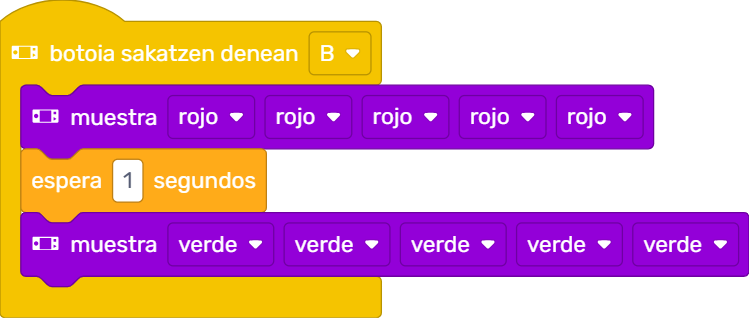 botoia sakatzen denean B
muestra rojo rojo rojo rojo rojo
espera 1 segundos
muestra verde verde verde verde verde